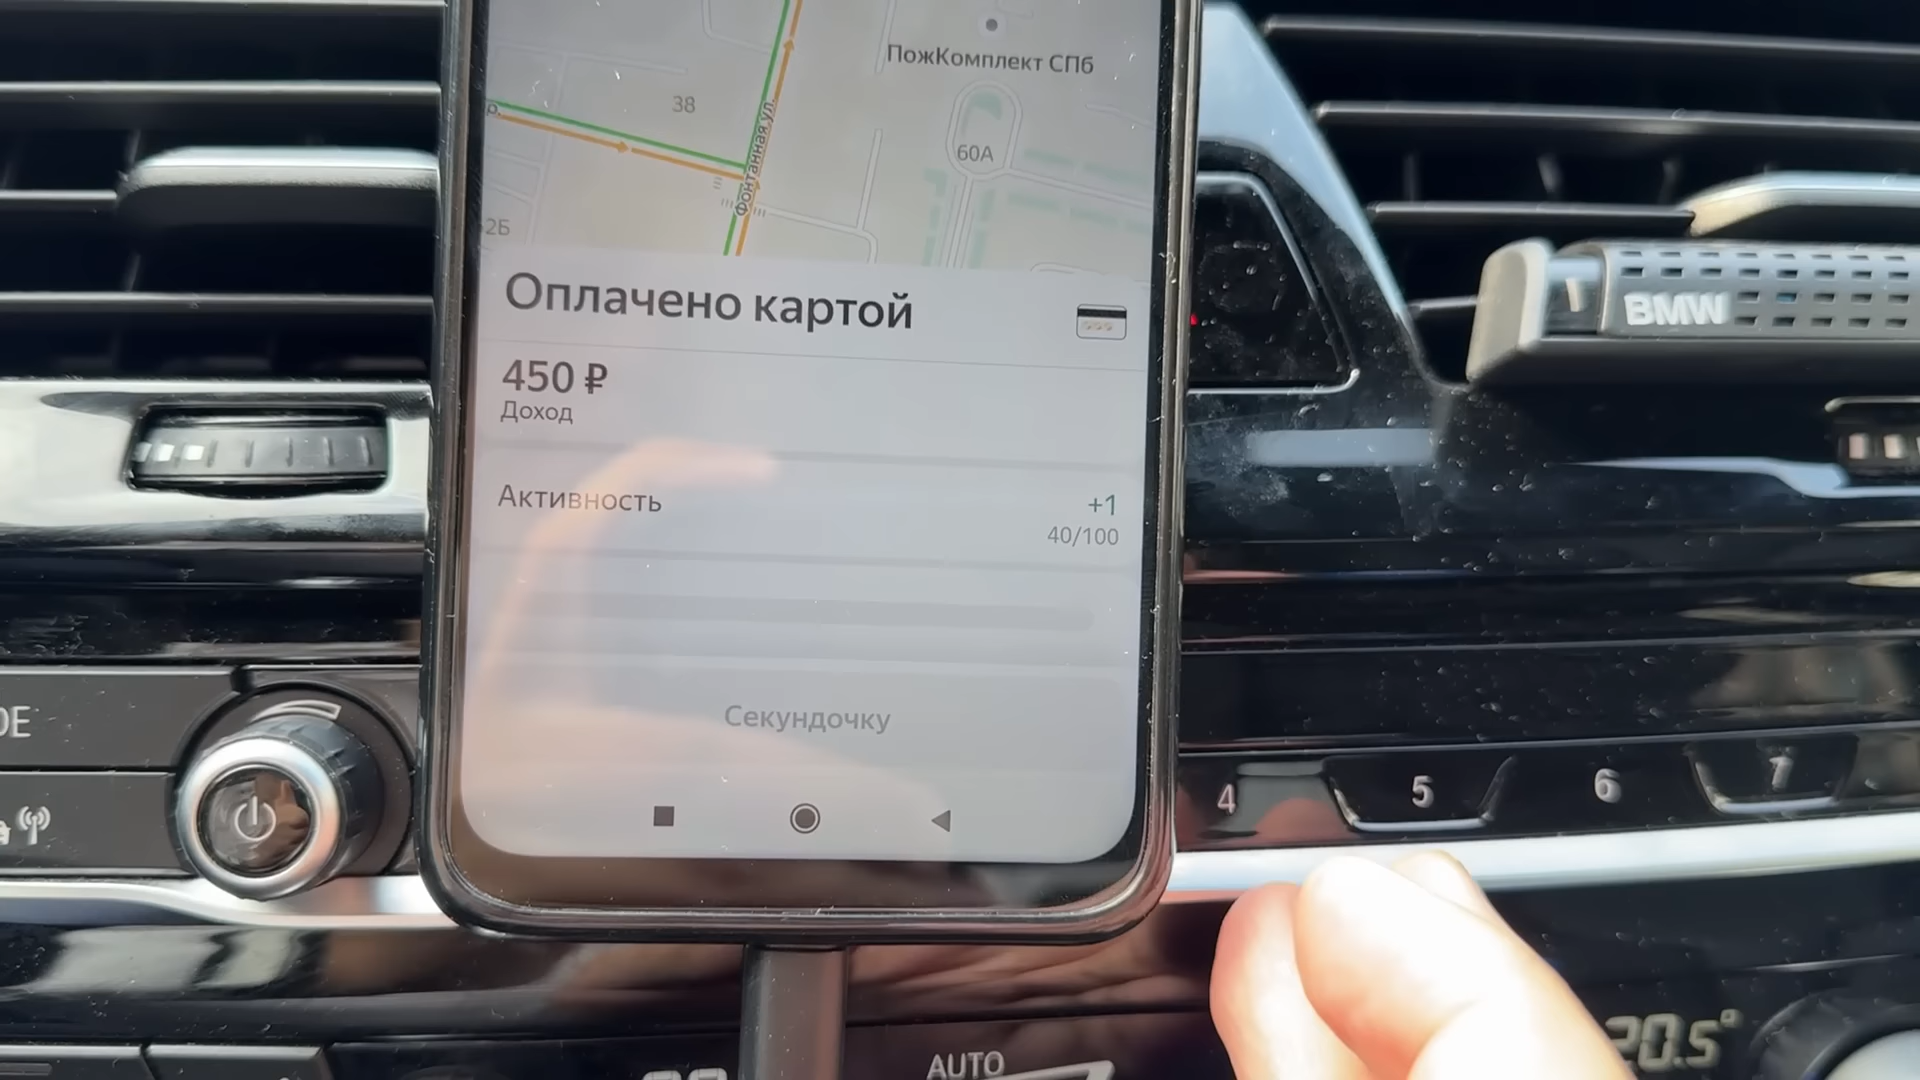 ПожКомплект СПб
38
р.
Фонтанная ул.
60А
2Б
Оплачено картой
450 ₽
Доход
Активность
+1
40/100
Секундочку
BMW
4
5
6
7
20.5°
AUTO